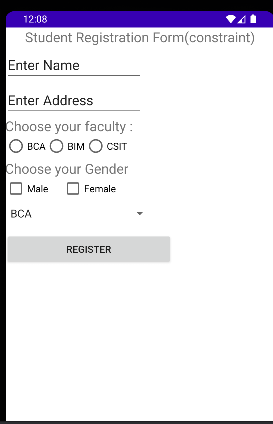 12:08
Student Registration Form(constraint)
Enter Name
Enter Address
Choose your faculty :
BCA BIM CSIT
Choose your Gender
Male Female
BCA
REGISTER